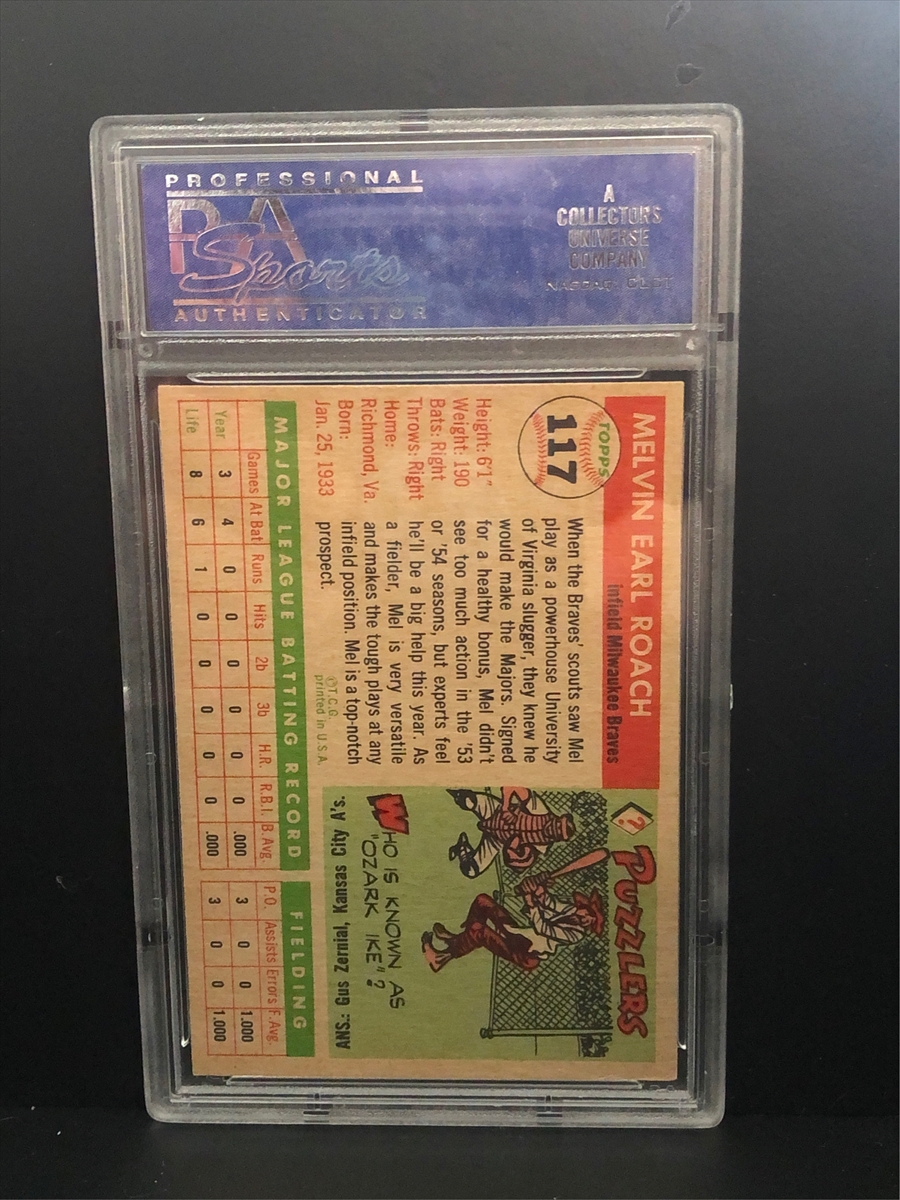 PROFESSIONAL
PSA
Sports
AUTHENTICATOR
A
COLLECTORS
UNIVERSE
COMPANY
NASDAQ: CLCT
MELVIN EARL ROACH
infield Milwaukee Braves
TOPPS
117
Height: 6'1"
Weight: 190
Bats: Right
Throws: Right
Home:
Richmond, Va.
Born:
Jan. 25, 1933
When the Braves' scouts saw Mel
play as a powerhouse University
of Virginia slugger, they knew he
would make the Majors. Signed
for a healthy bonus, Mel didn't
see too much action in the '53
or '54 seasons, but experts feel
he'll be a big help this year. As
a fielder, Mel is very versatile
and makes the tough plays at any
infield position. Mel is a top-notch
prospect.
©T.C.G.
printed in U.S.A.
?
PUZZLERS
WHO IS KNOWN AS
"OZARK IKE"?
ANS.: Gus Zernial, Kansas City A's.
MAJOR LEAGUE BATTING RECORD
FIELDING
Games At Bat Runs Hits 2b 3b H.R. R.B.I. B.Avg. P.O. Assists Errors F. Avg.
Year 3 4 0 0 0 0 0 0 .000 3 0 0 1.000
Life 8 6 1 0 0 0 0 0 .000 3 0 0 1.000